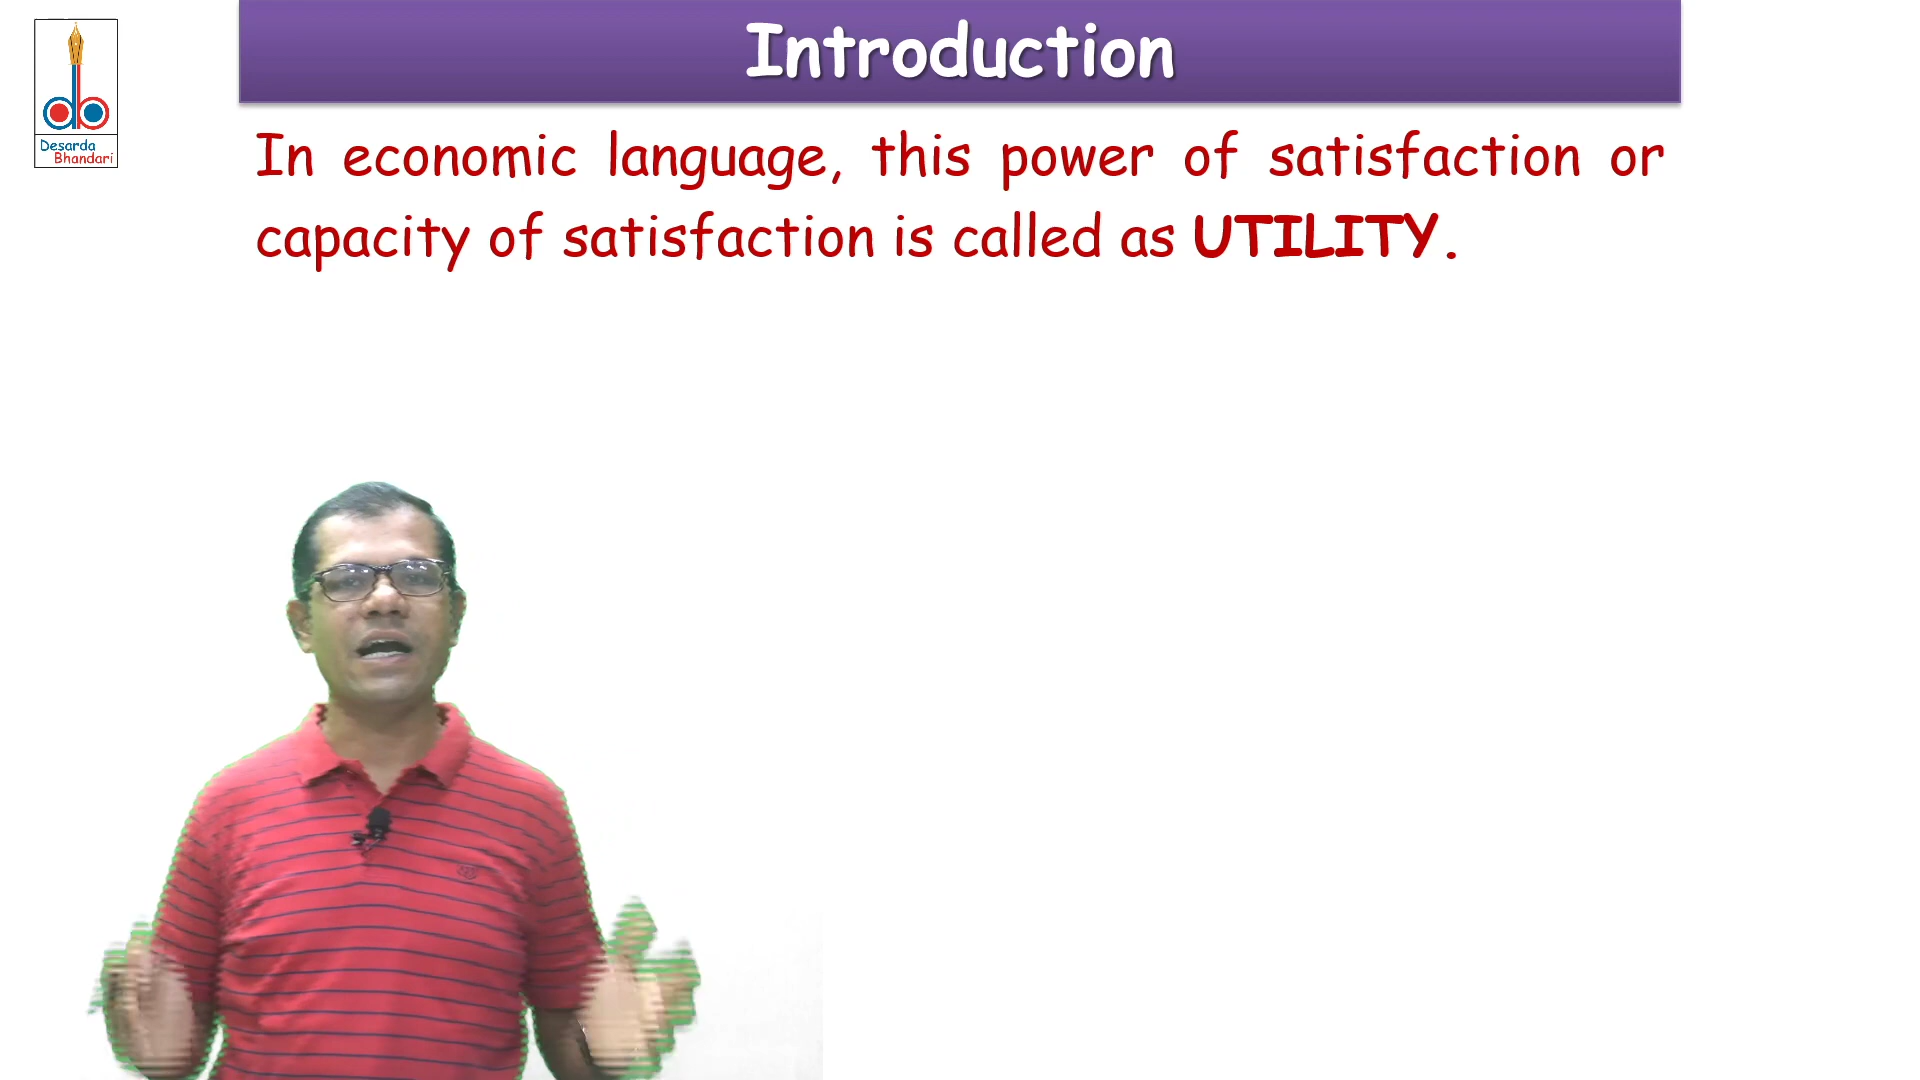 Introduction
Desarda
Bhandari
In economic language, this power of satisfaction or
capacity of satisfaction is called as UTILITY.